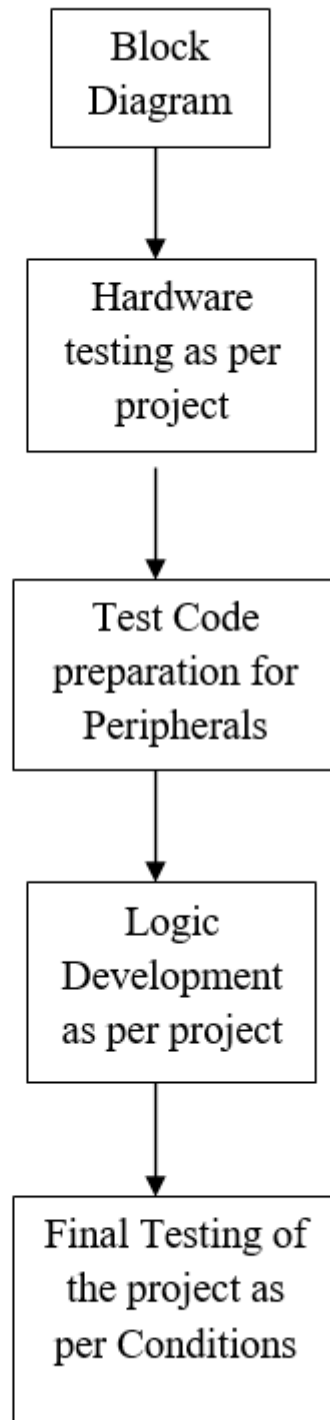 Block
Diagram
Hardware
testing as per
project
Test Code
preparation for
Peripherals
Logic
Development
as per project
Final Testing of
the project as
per Conditions